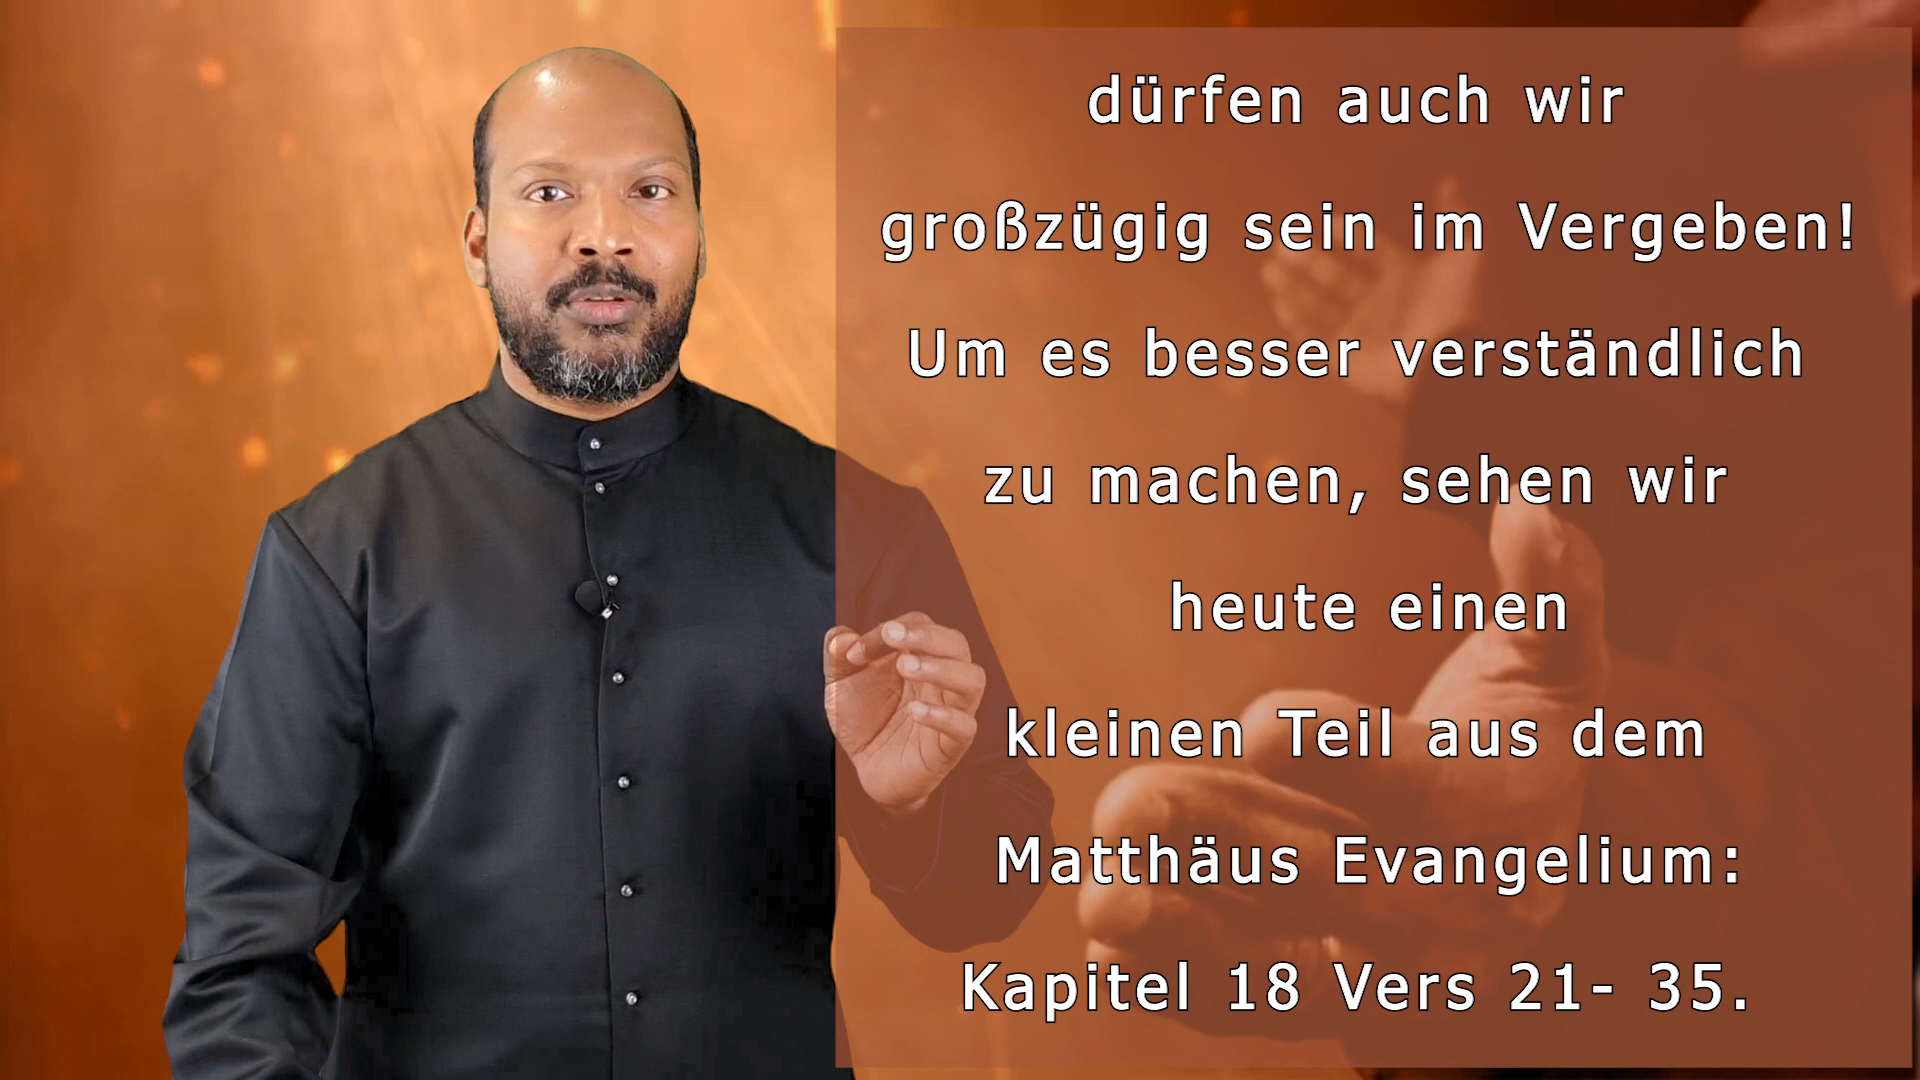 dürfen auch wir
großzügig sein im Vergeben!
Um es besser verständlich
zu machen, sehen wir
heute einen
kleinen Teil aus dem
Matthäus Evangelium:
Kapitel 18 Vers 21- 35.